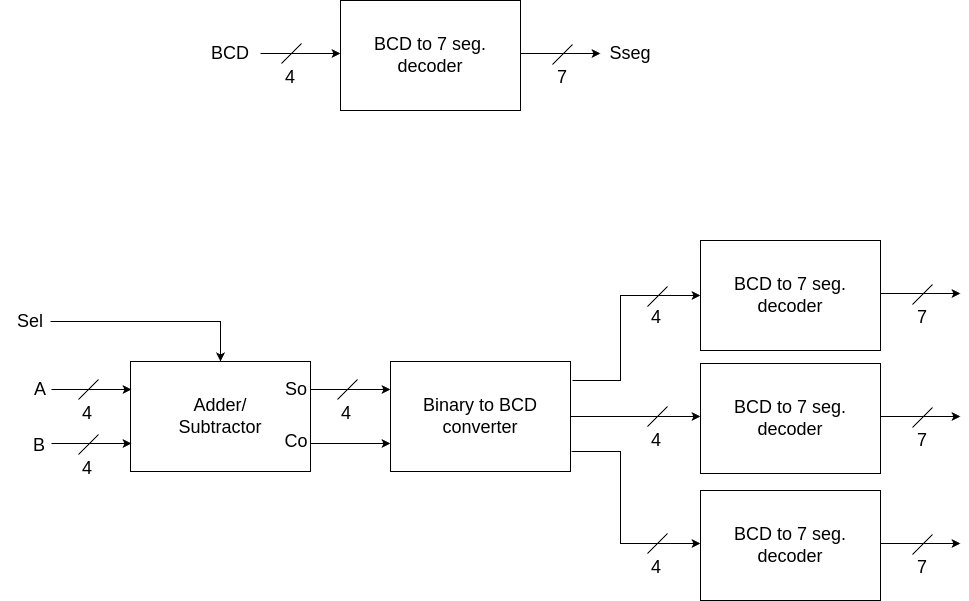 BCD
4
BCD to 7 seg.
decoder
7
Sseg
Sel
A
4
B
4
Adder/
Subtractor
So
Co
4
Binary to BCD
converter
4
BCD to 7 seg.
decoder
7
4
BCD to 7 seg.
decoder
7
4
BCD to 7 seg.
decoder
7